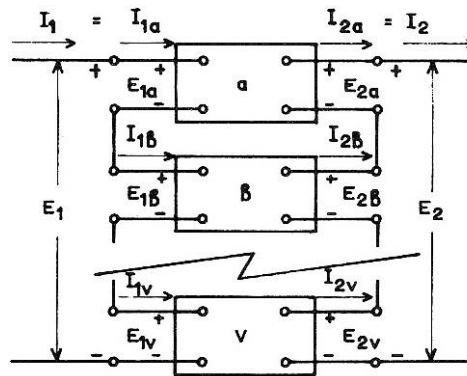 I1 = I1a I2a = I2
+ + + + +
E1a a E2a
- -
I1β I2β
+ +
E1 E1β β E2β E2
- -
I1v I2v
+ +
E1v v E2v
- - - -